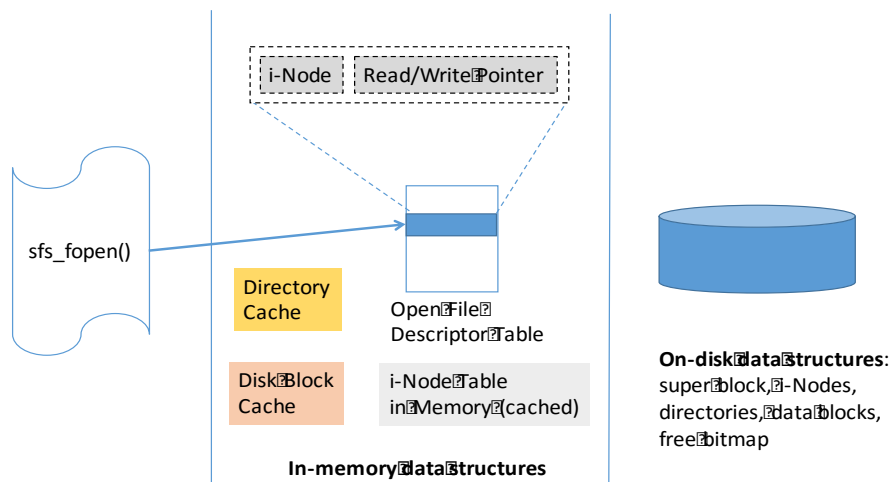 i-Node
Read/Write Pointer
sfs_fopen()
Directory
Cache
Open File
Descriptor Table
Disk Block
Cache
i-Node Table
in Memory (cached)
In-memory data structures
On-disk data structures:
super block, i-Nodes,
directories, data blocks,
free bitmap